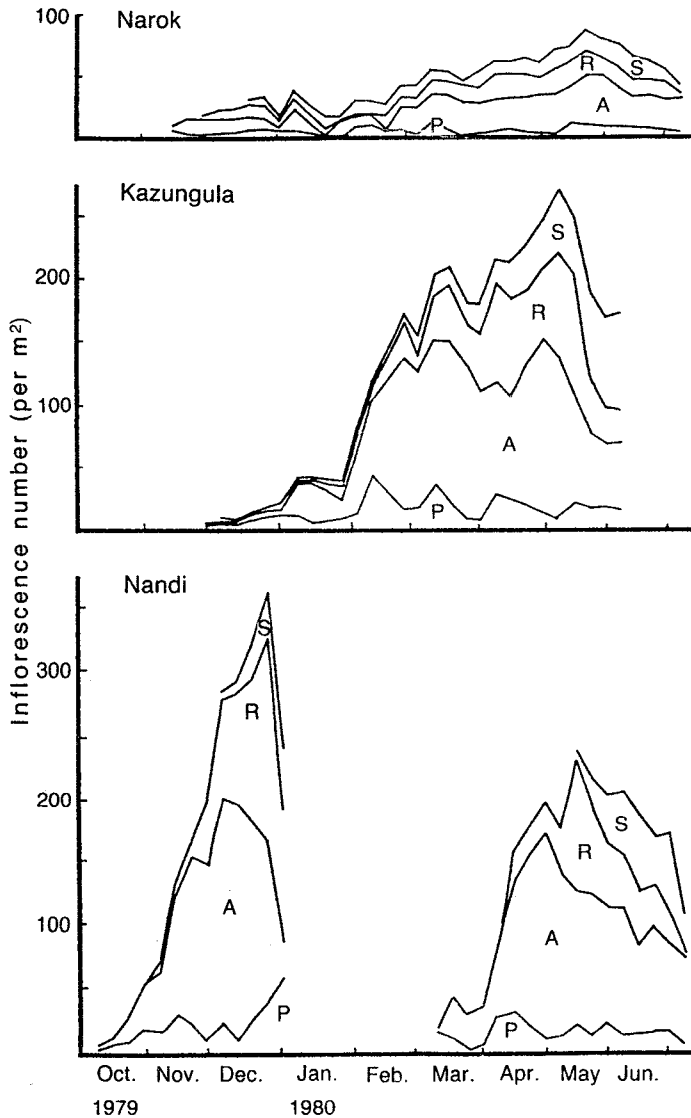 Narok
100
S
R
A
P
Kazungula
200
100
S
R
A
P
Nandi
300
200
100
S
R
A
P
S
R
A
P
Inflorescence number (per m²)
Oct. Nov. Dec. Jan. Feb. Mar. Apr. May Jun.
1979 1980